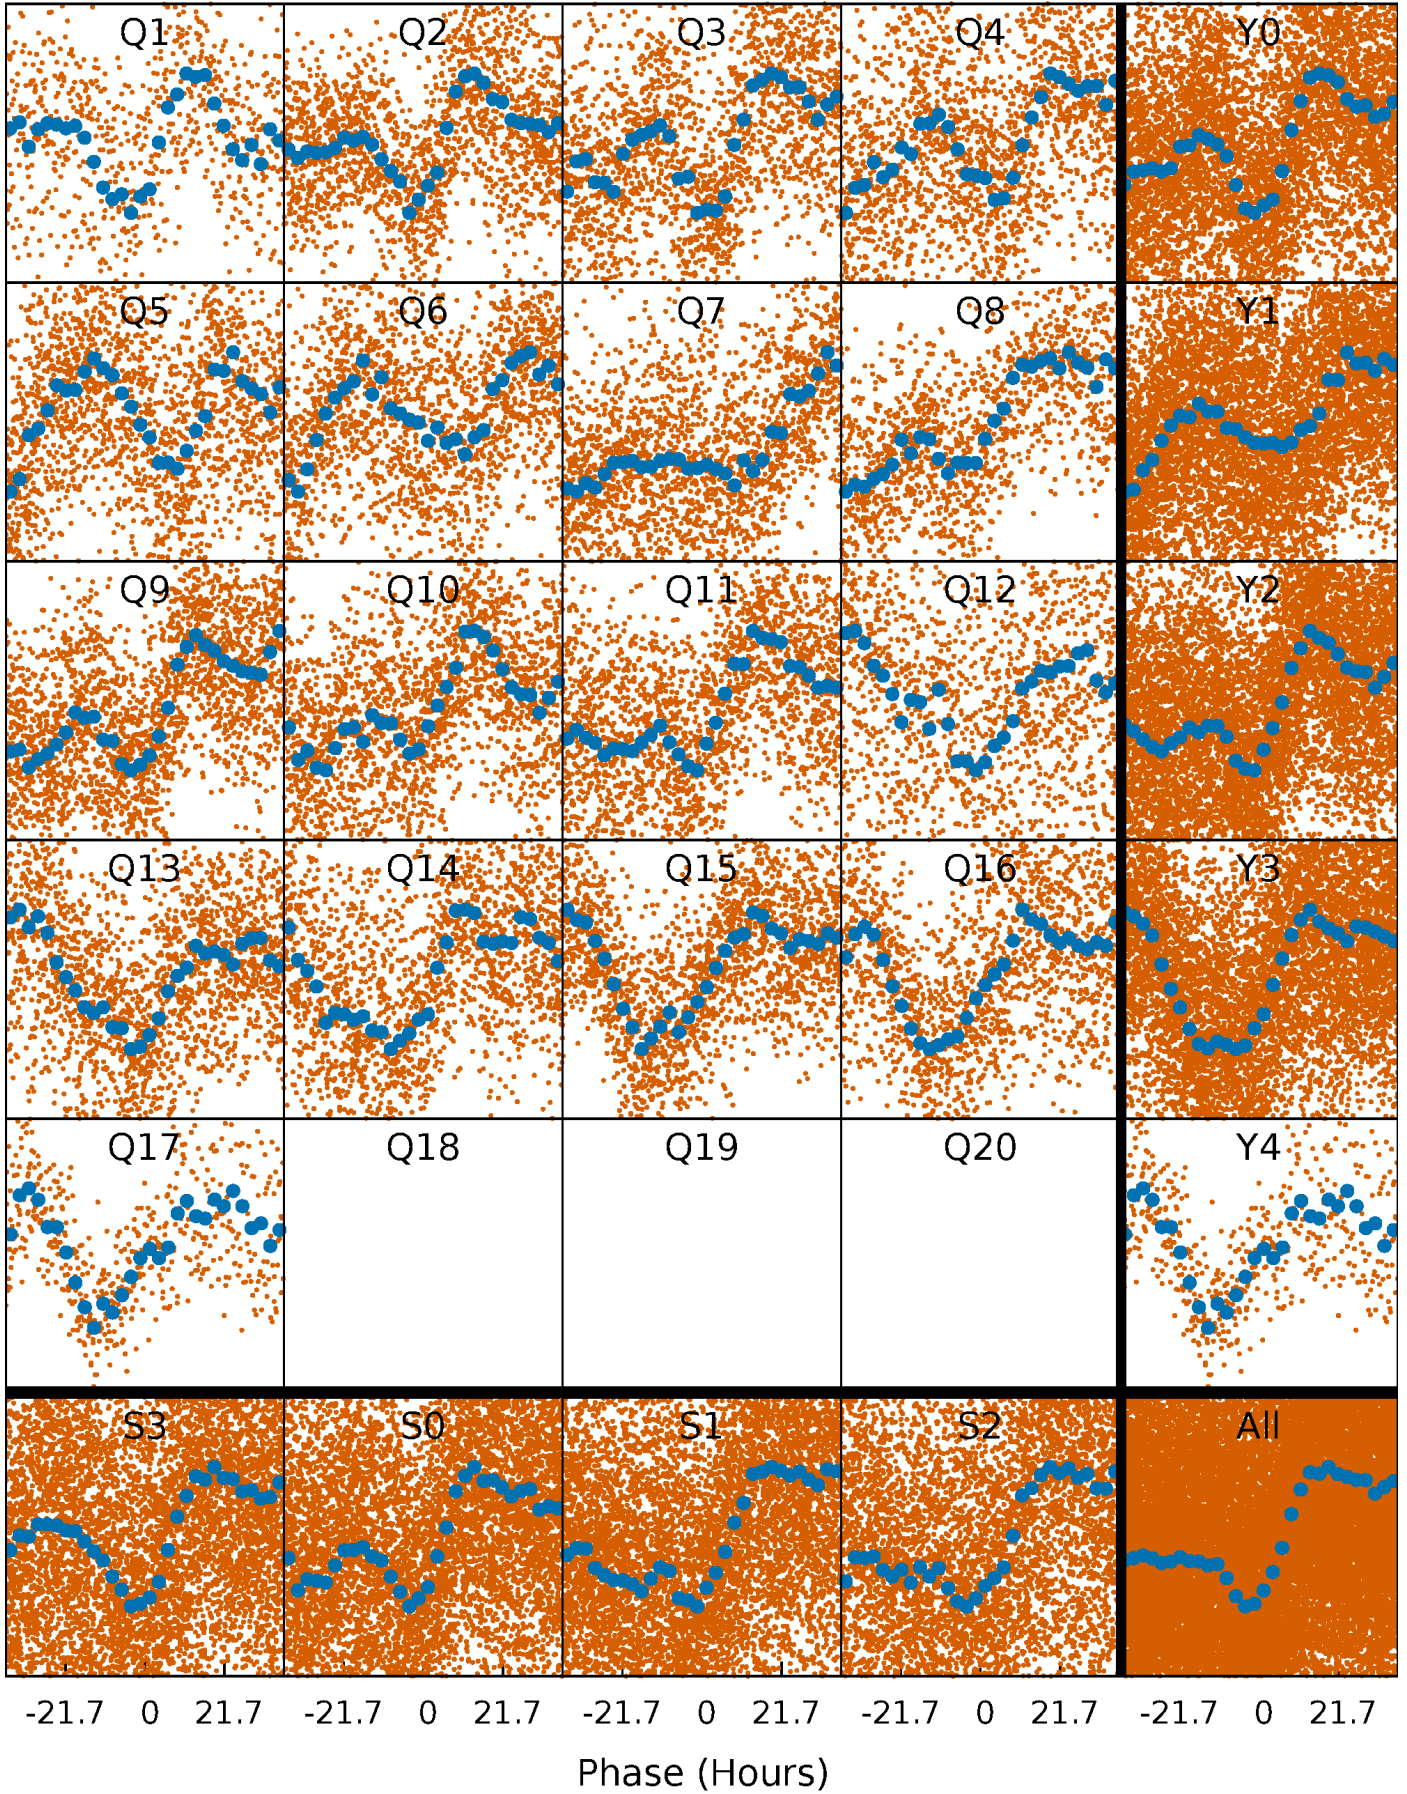 Q1 Q2 Q3 Q4 Y0
Q5 Q6 Q7 Q8 Y1
Q9 Q10 Q11 Q12 Y2
Q13 Q14 Q15 Q16 Y3
Q17 Q18 Q19 Q20 Y4
S3 S0 S1 S2 All
-21.7 0 21.7 -21.7 0 21.7 -21.7 0 21.7 -21.7 0 21.7 -21.7 0 21.7
Phase (Hours)